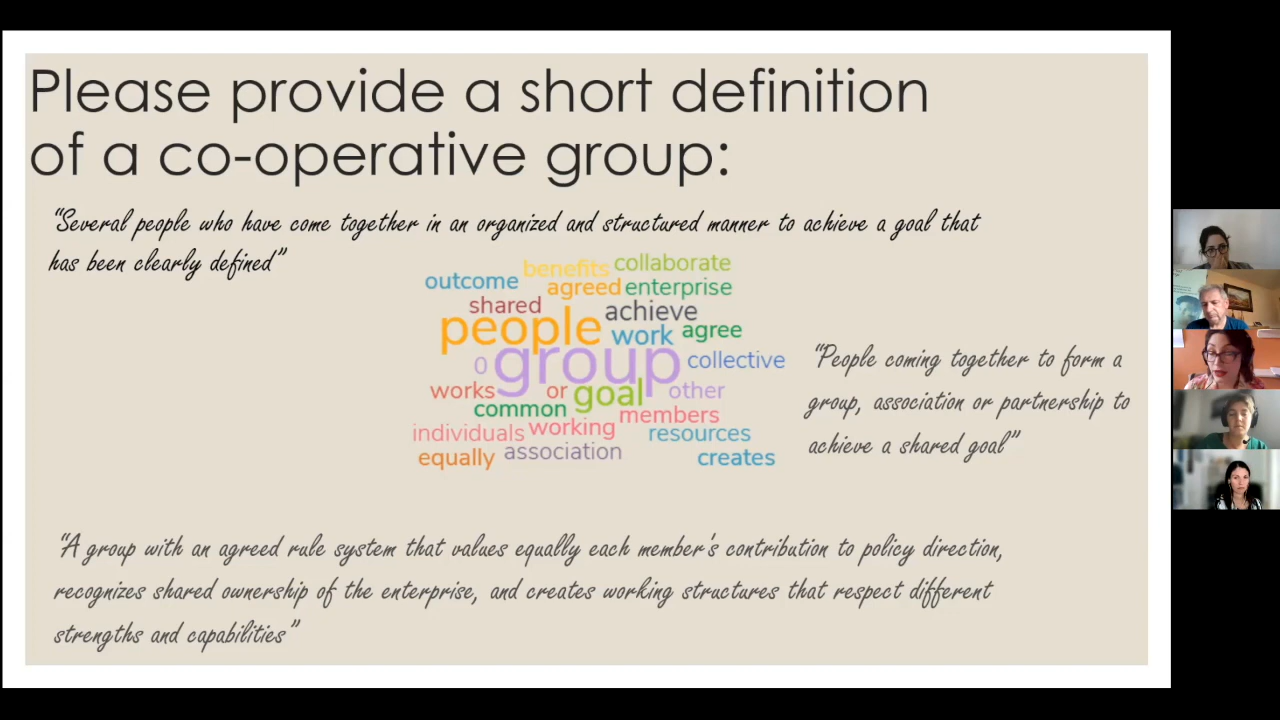 Please provide a short definition
of a co-operative group:
“Several people who have come together in an organized and structured manner to achieve a goal that
has been clearly defined”
benefits collaborate
outcome agreed enterprise
shared achieve
people work agree
0 group collective
works or goal other
common members
individuals working resources
equally association creates
“People coming together to form a
group, association or partnership to
achieve a shared goal”
“A group with an agreed rule system that values equally each member's contribution to policy direction,
recognizes shared ownership of the enterprise, and creates working structures that respect different
strengths and capabilities”